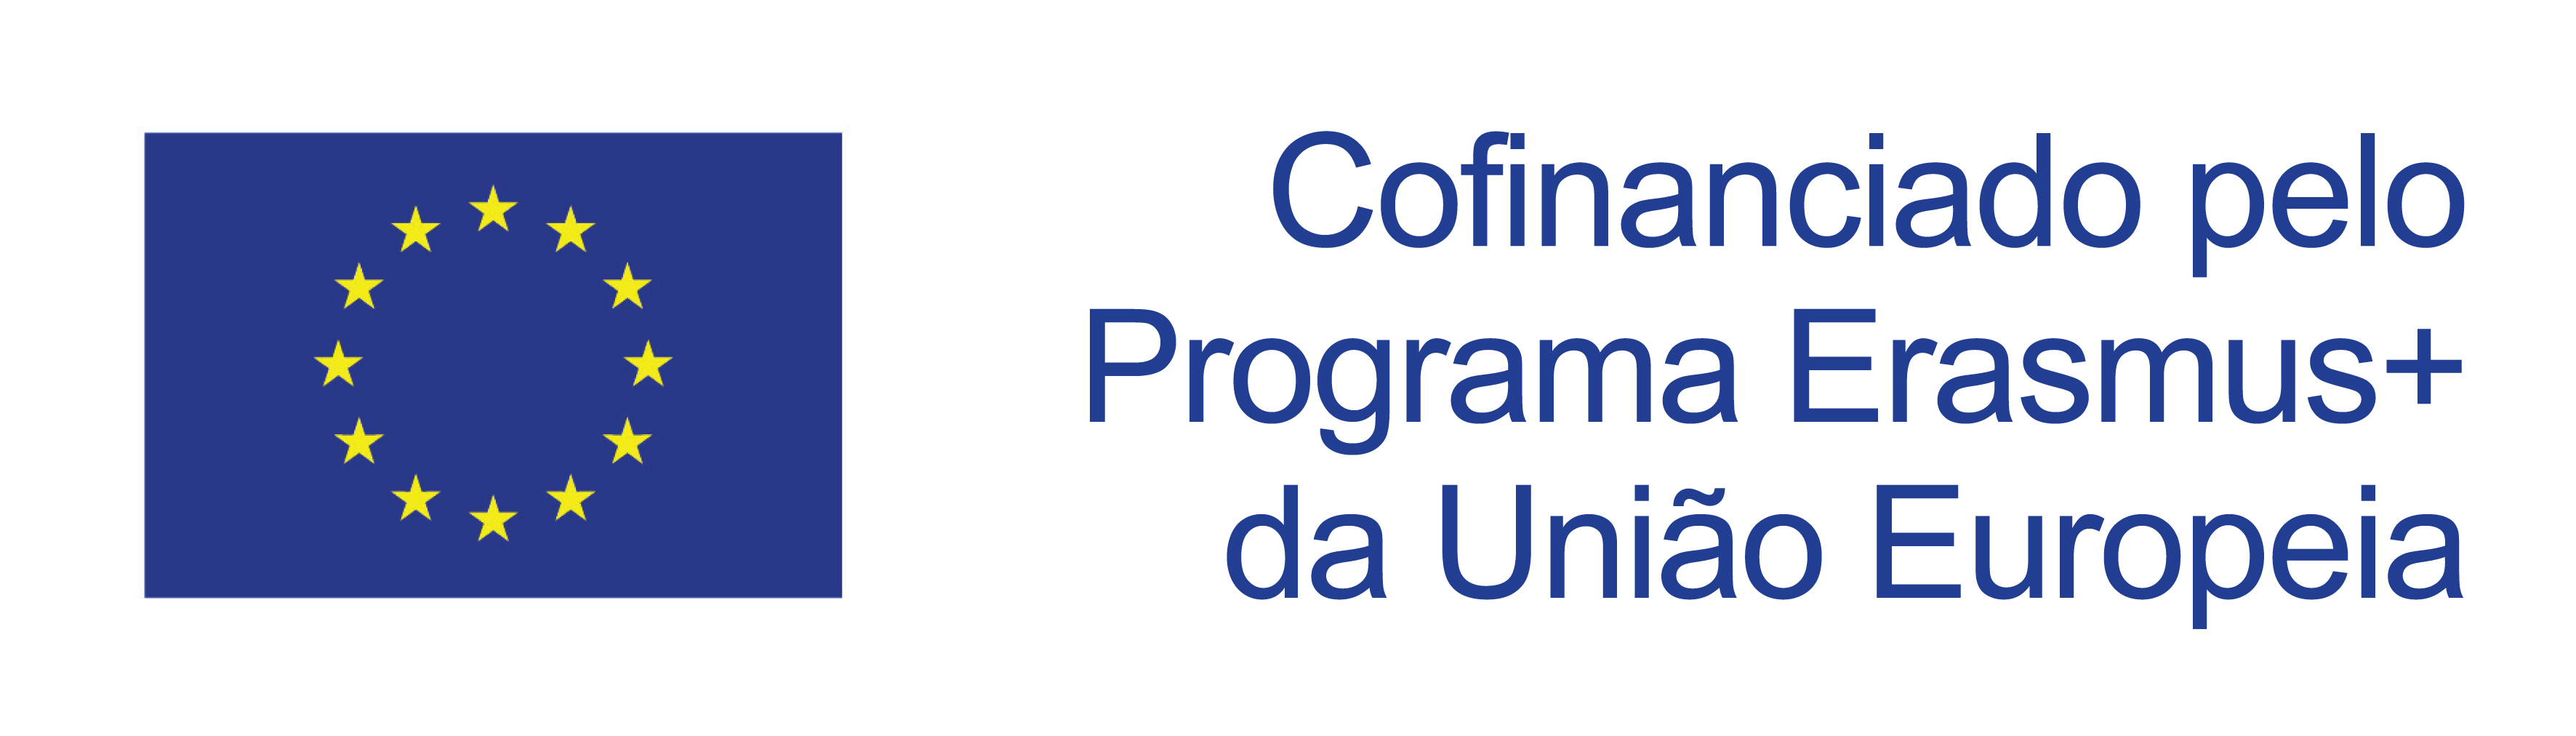 Cofinanciado pelo
Programa Erasmus+
da União Europeia